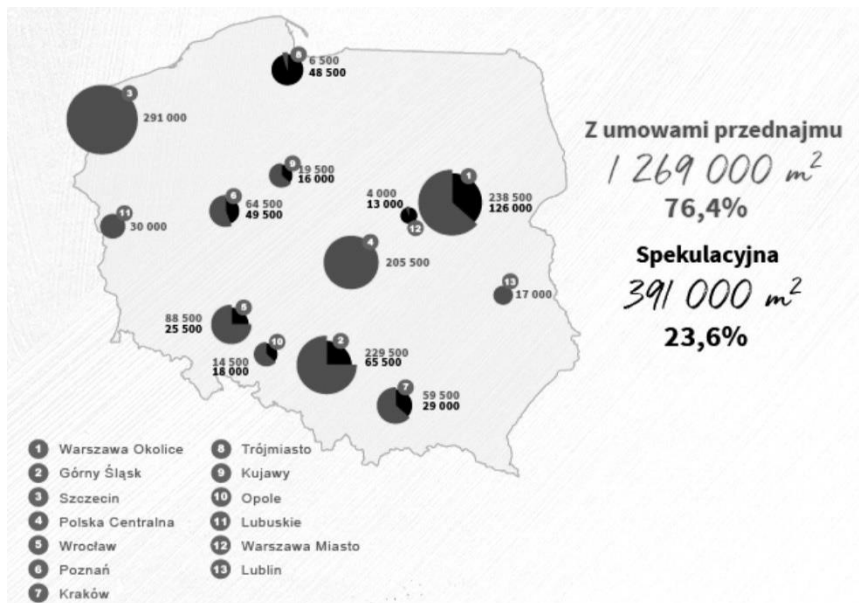 8
6 500
48 500
3
291 000
9
19 500
16 000
1
238 500
126 000
6
64 500
49 500
4 000
13 000
12
11
30 000
4
205 500
13
17 000
5
88 500
25 500
10
14 500
18 000
2
229 500
65 500
7
59 500
29 000
Z umowami przednajmu
1 269 000 m²
76,4%
Spekulacyjna
391 000 m²
23,6%
1 Warszawa Okolice
2 Górny Śląsk
3 Szczecin
4 Polska Centralna
5 Wrocław
6 Poznań
7 Kraków
8 Trójmiasto
9 Kujawy
10 Opole
11 Lubuskie
12 Warszawa Miasto
13 Lublin